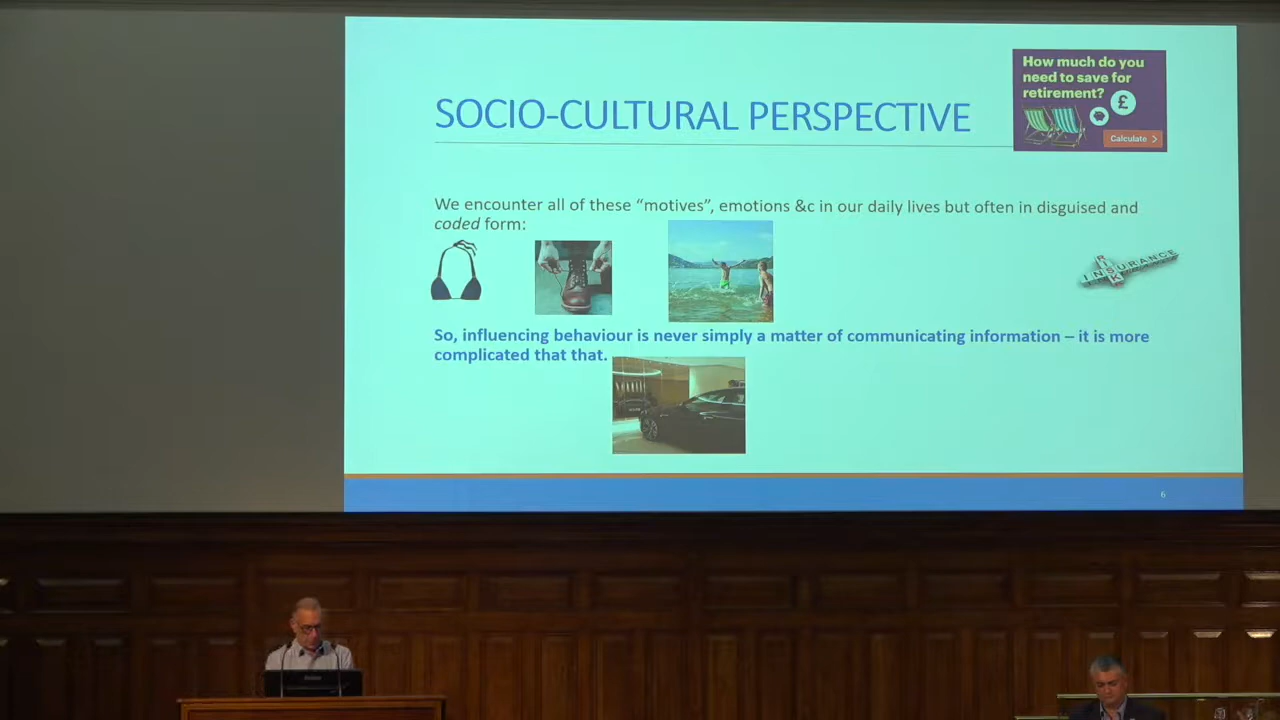 How much do you
need to save for
retirement?
£
Calculate >
SOCIO-CULTURAL PERSPECTIVE
We encounter all of these “motives”, emotions &c in our daily lives but often in disguised and
coded form:
INSURANCE
RISK
So, influencing behaviour is never simply a matter of communicating information – it is more
complicated that that.
6